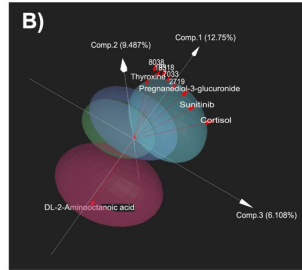 B)
Comp.1 (12.75%)
Comp.2 (9.487%)
8038
Thyroxine
7033
2719
Pregnanediol-3-glucuronide
Sunitinib
Cortisol
Comp.3 (6.108%)
DL-2-Aminooctanoic acid